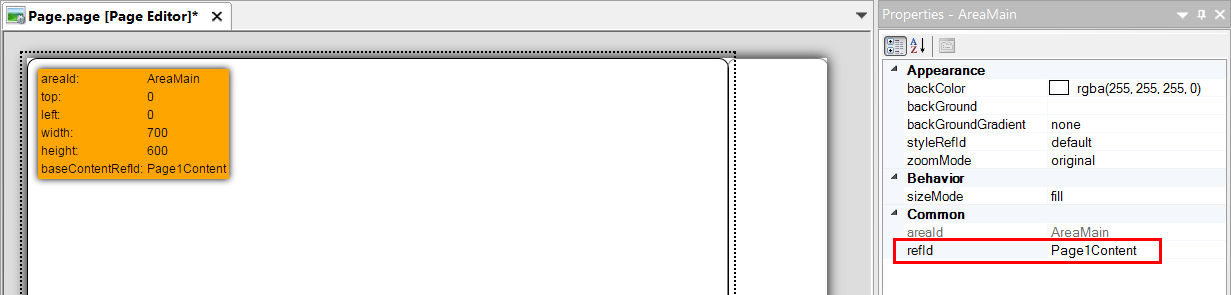 Page.page [Page Editor]*
areaId: AreaMain
top: 0
left: 0
width: 700
height: 600
baseContentRefId: Page1Content
Properties - AreaMain
Appearance
backColor rgba(255, 255, 255, 0)
backGround
backGroundGradient none
styleRefId default
zoomMode original
Behavior
sizeMode fill
Common
areaId AreaMain
refId Page1Content